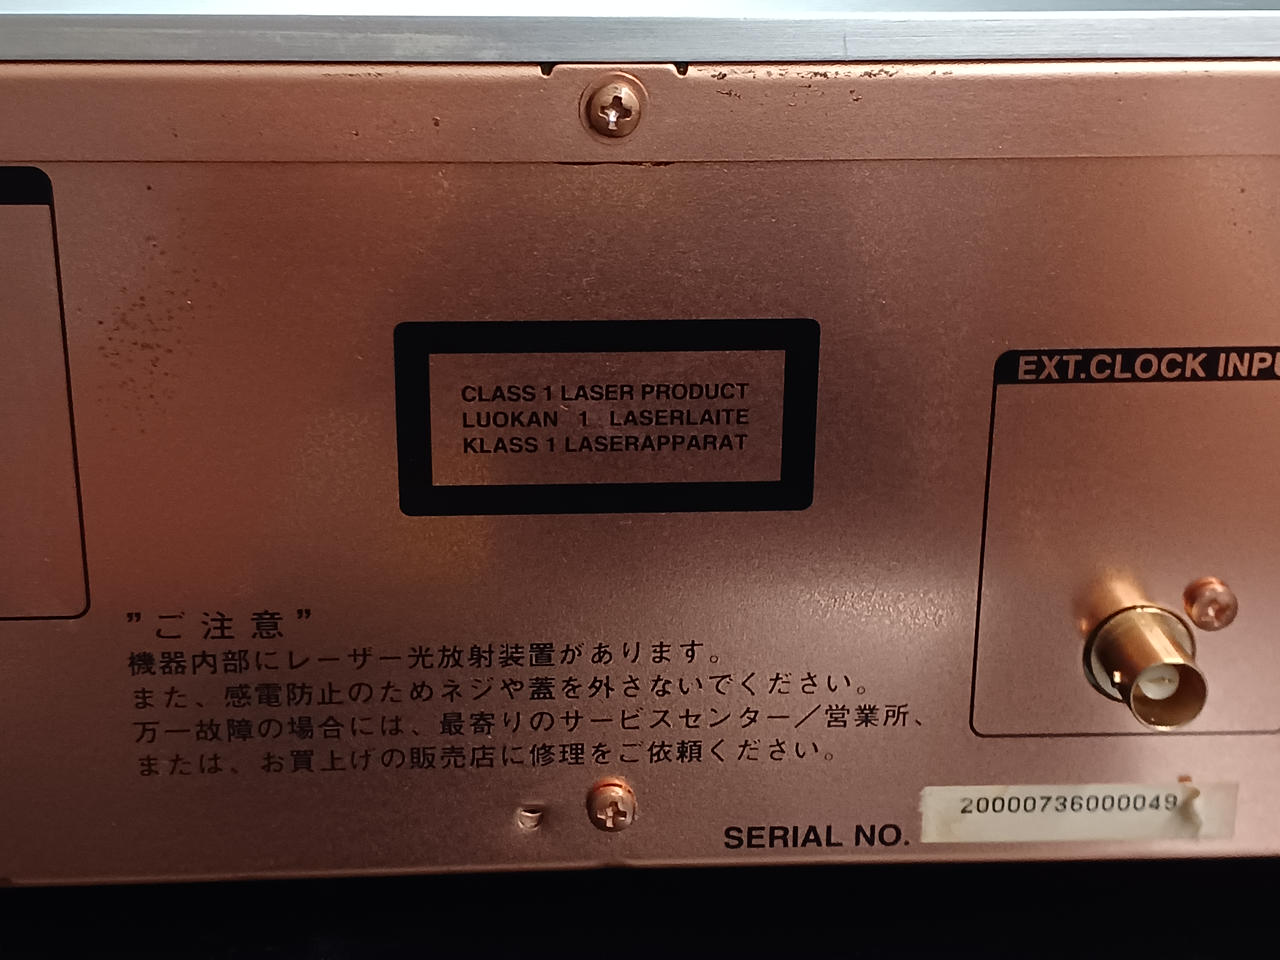 CLASS 1 LASER PRODUCT
LUOKAN 1 LASERLAITE
KLASS 1 LASERAPPARAT
EXT.CLOCK
”ご注意”
機器内部にレーザー光放射装置があります。
また、感電防止のためネジや蓋を外さないでください。
万一故障の場合には、最寄りのサービスセンター／営業所、
または、お買上げの販売店に修理をご依頼ください。
SERIAL NO. 20000736000049